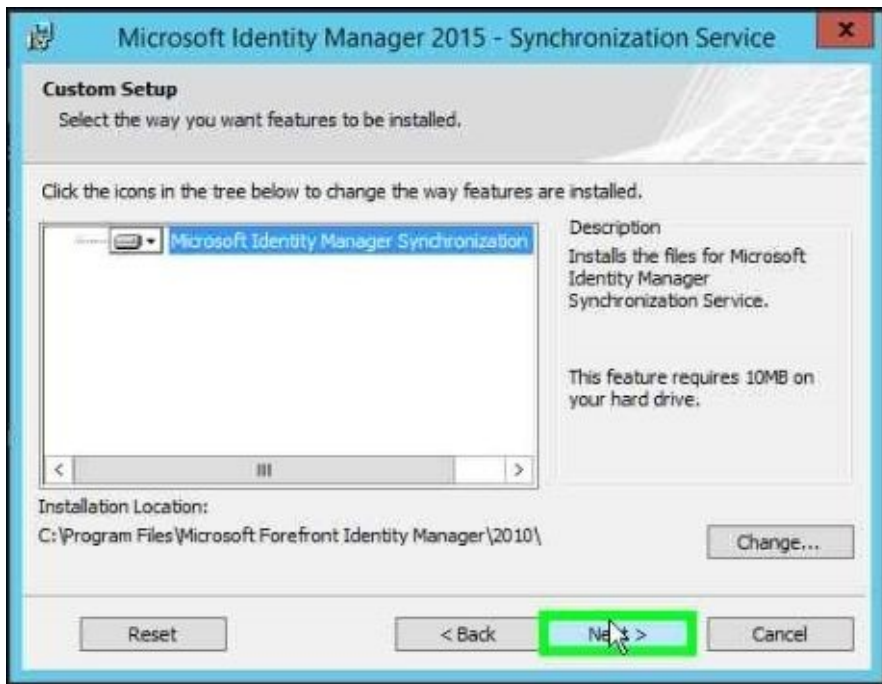 Microsoft Identity Manager 2015 - Synchronization Service
x
Custom Setup
Select the way you want features to be installed.
Click the icons in the tree below to change the way features are installed.
Microsoft Identity Manager Synchronization
Description
Installs the files for Microsoft
Identity Manager
Synchronization Service.
This feature requires 10MB on
your hard drive.
Installation Location:
C:\Program Files\Microsoft Forefront Identity Manager\2010\
Change...
Reset
< Back
Next >
Cancel